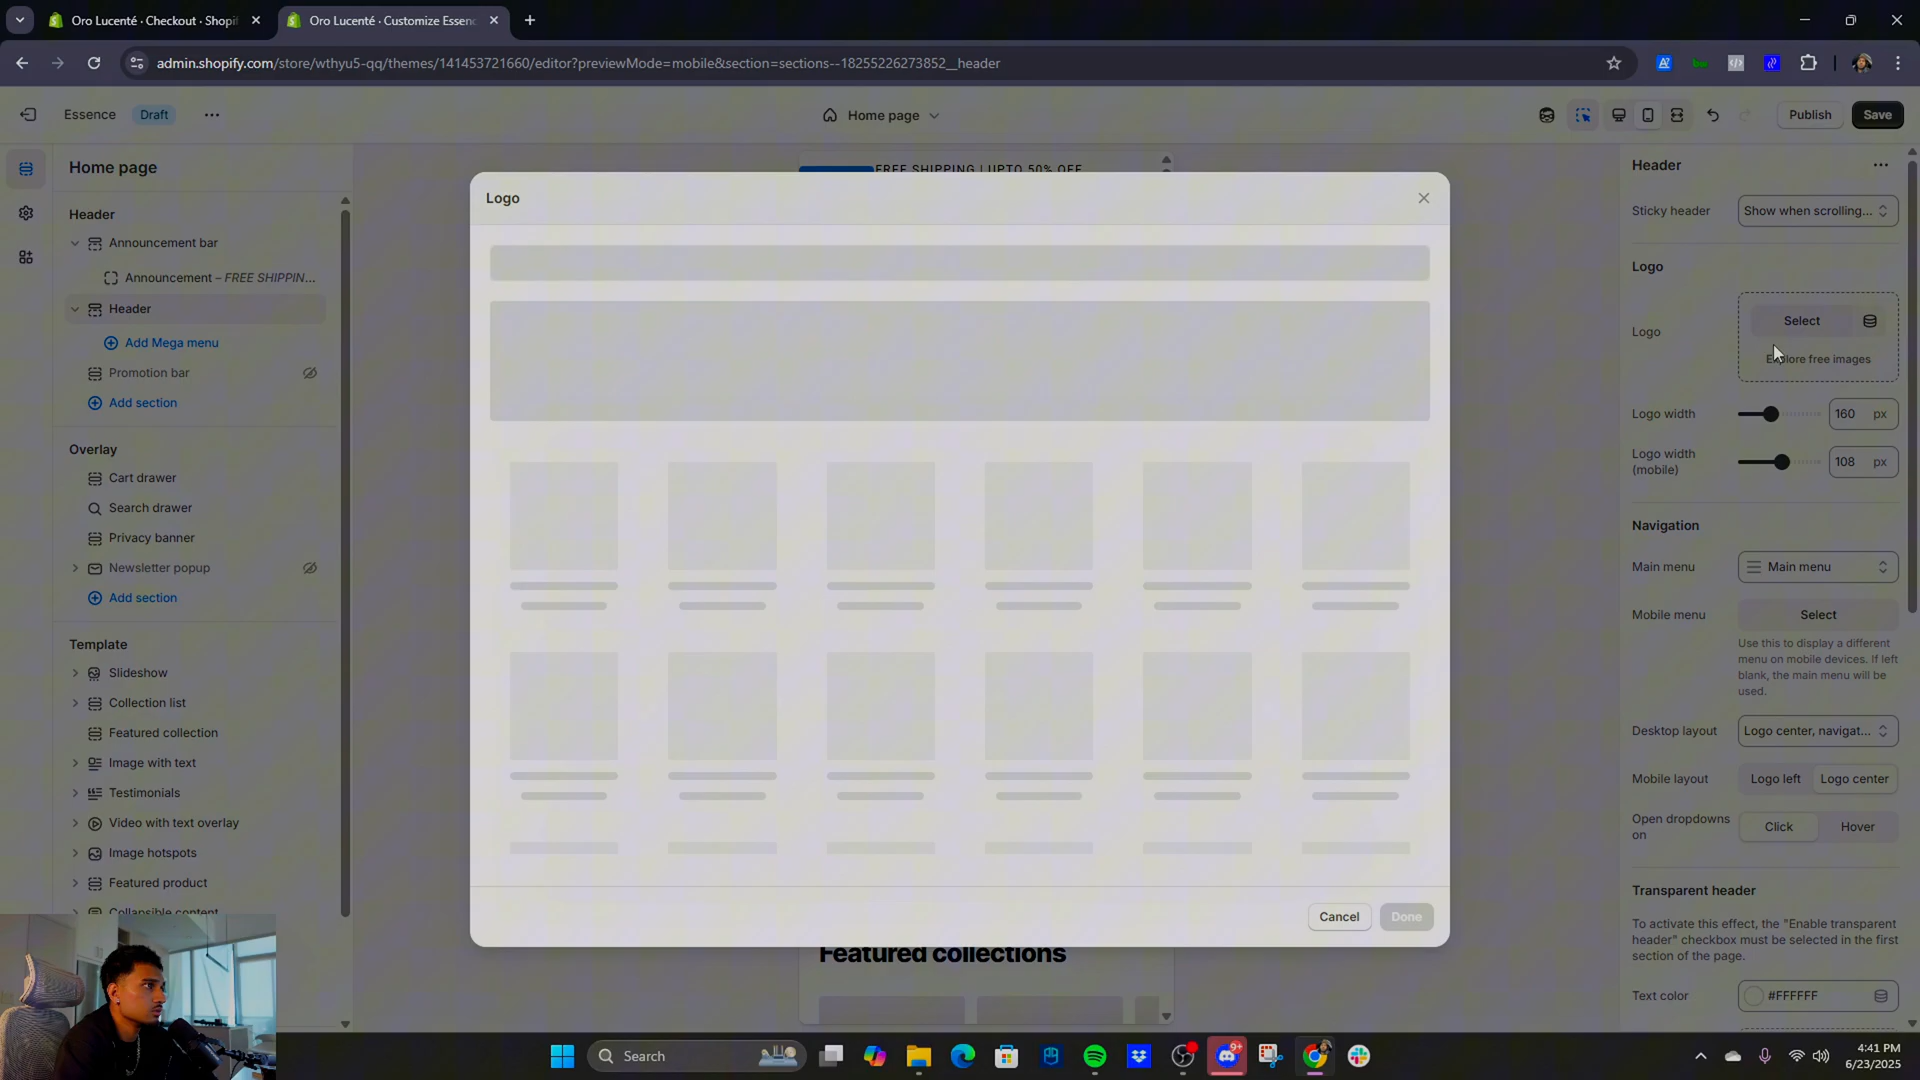 Oro Lucenté · Checkout · Shopif
Oro Lucenté · Customize Essenc
admin.shopify.com/store/wthyu5-qq/themes/141453721660/editor?previewMode=mobile&section=sections--18255226273852__header
Essence
Draft
Home page
Publish
Save
Home page
Header
Announcement bar
Announcement – FREE SHIPPIN...
Header
Add Mega menu
Promotion bar
Add section
Overlay
Cart drawer
Search drawer
Privacy banner
Newsletter popup
Add section
Template
Slideshow
Collection list
Featured collection
Image with text
Testimonials
Video with text overlay
Image hotspots
Featured product
Collapsible content
FREE SHIPPING | UPTO 50% OFF
Logo
Cancel
Done
Featured collections
Header
Sticky header
Show when scrolling...
Logo
Logo
Select
Explore free images
Logo width
160 px
Logo width
(mobile)
108 px
Navigation
Main menu
Main menu
Mobile menu
Select
Use this to display a different
menu on mobile devices. If left
blank, the main menu will be
used.
Desktop layout
Logo center, navigat...
Mobile layout
Logo left
Logo center
Open dropdowns
on
Click
Hover
Transparent header
To activate this effect, the "Enable transparent
header" checkbox must be selected in the first
section of the page.
Text color
#FFFFFF
Search
9+
4:41 PM
6/23/2025